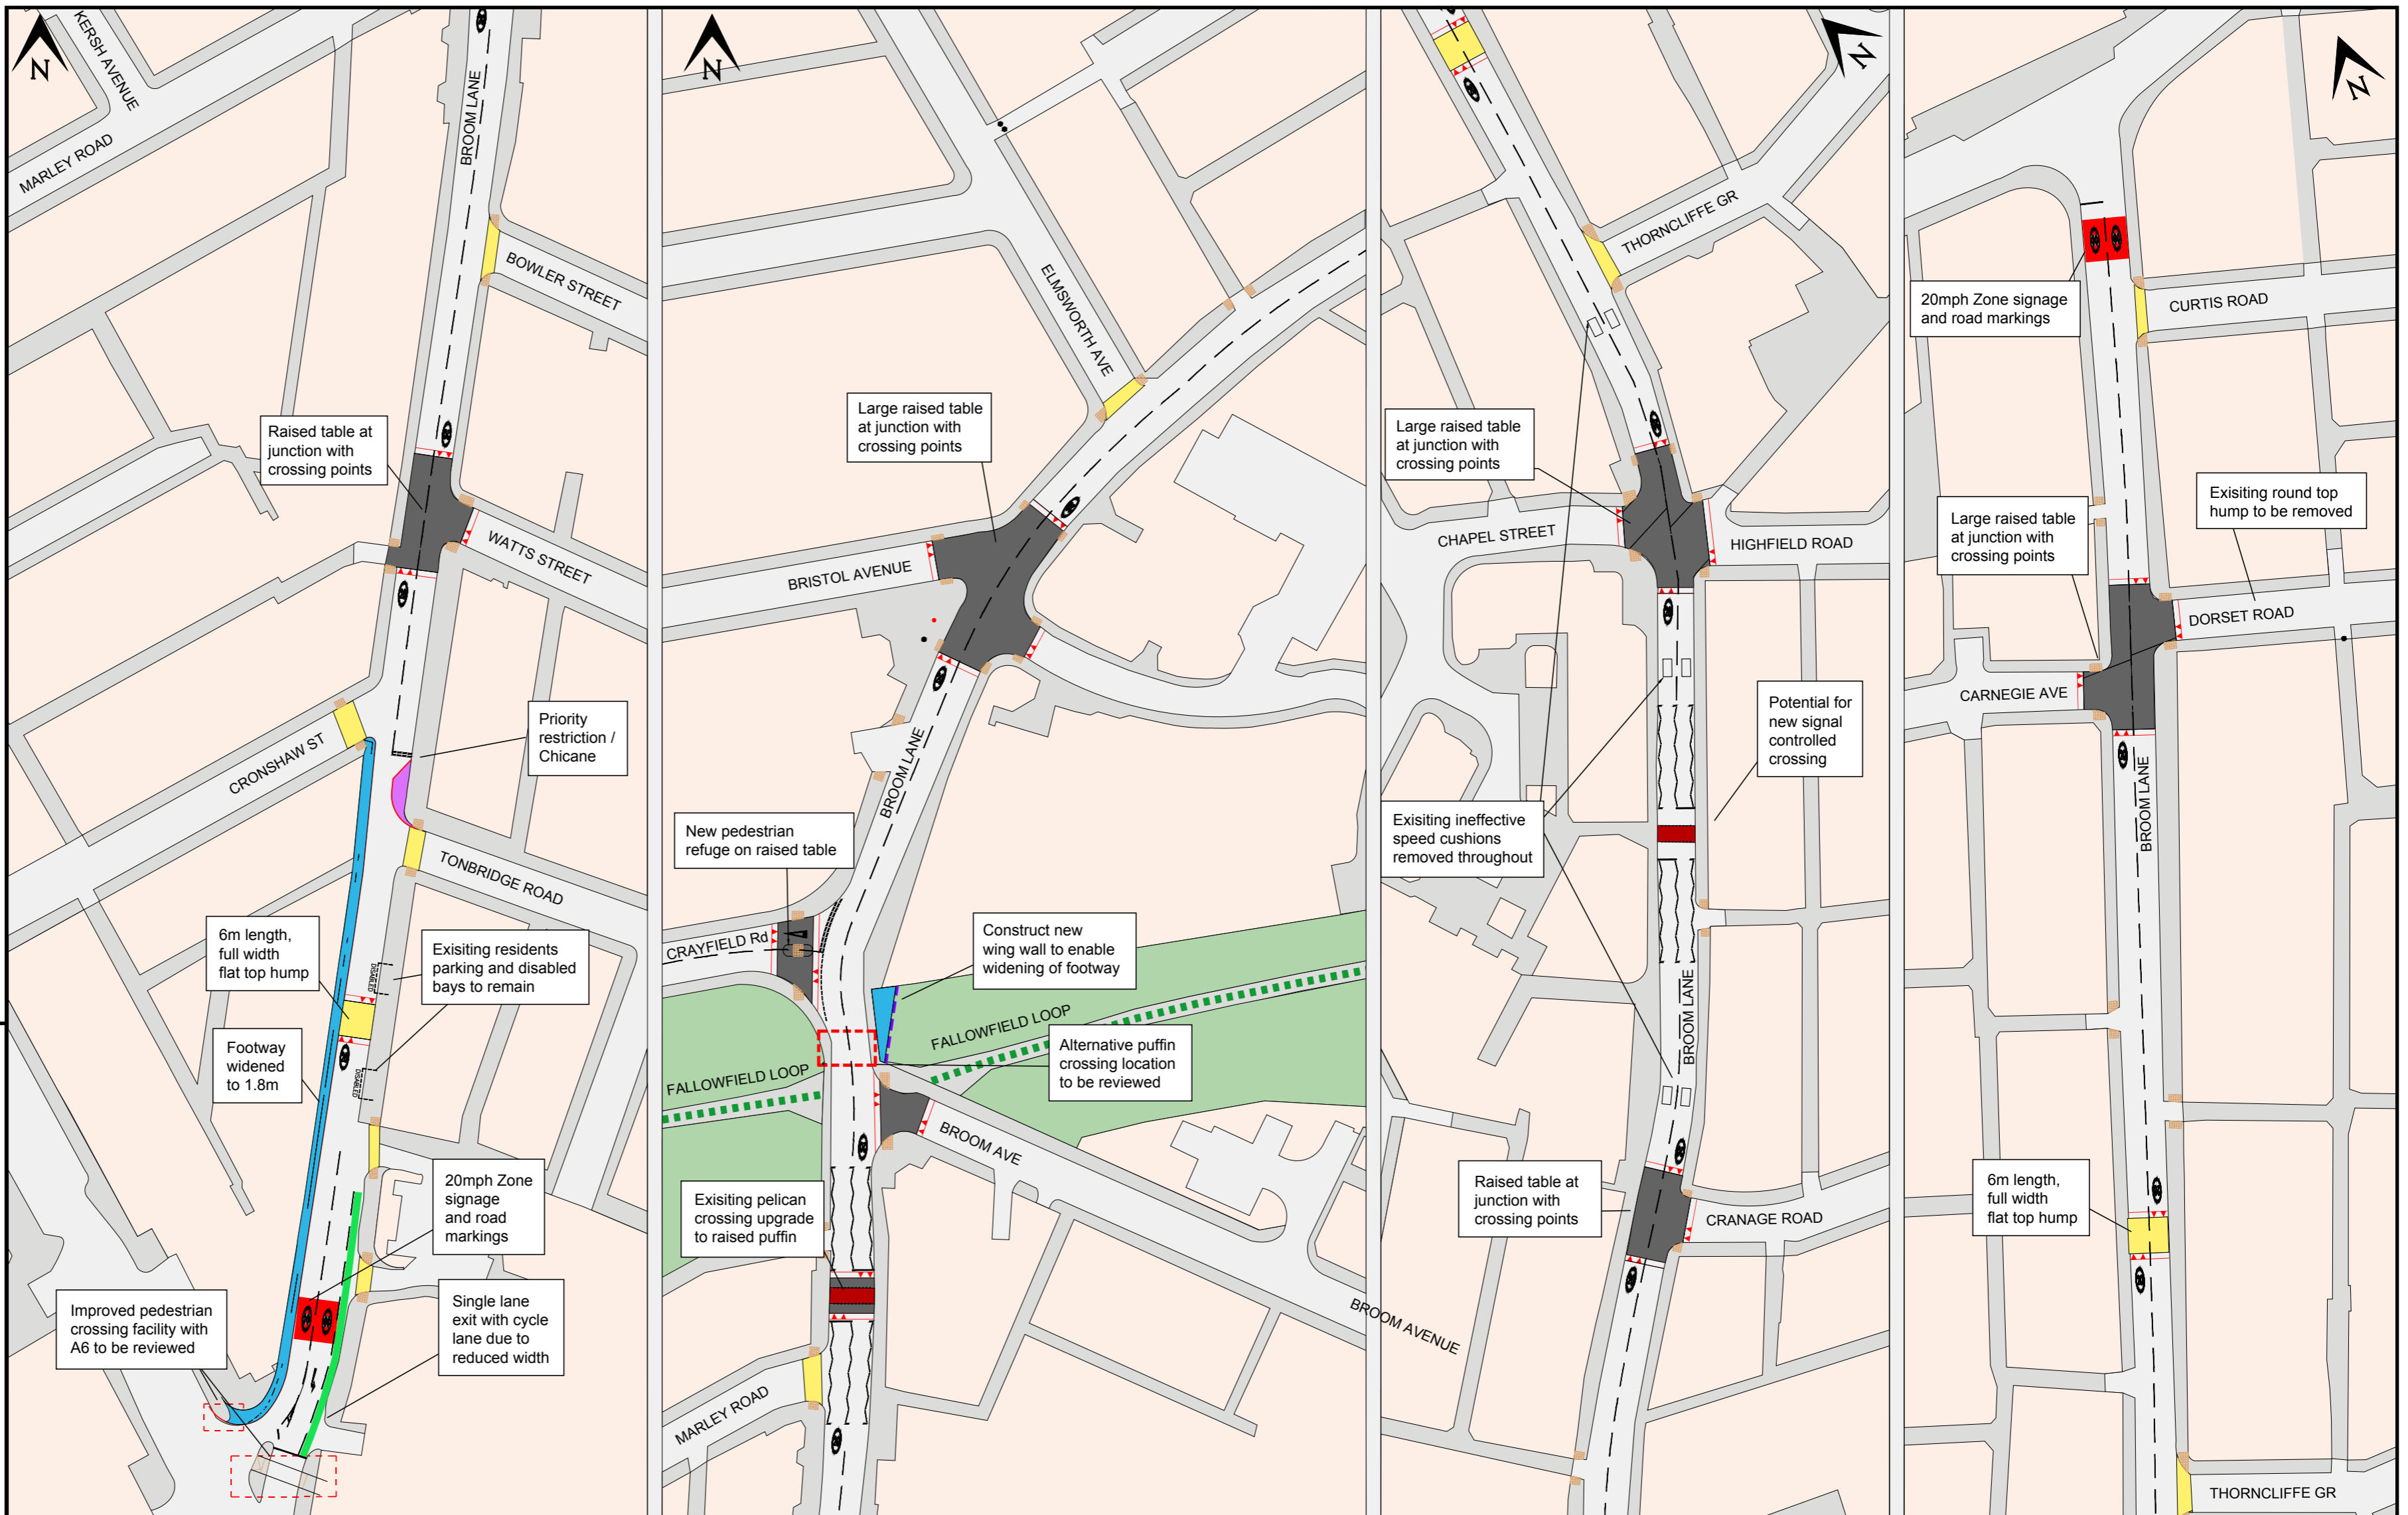 N
KERSH AVENUE
MARLEY ROAD
BROOM LANE
BOWLER STREET
Raised table at
junction with
crossing points
WATTS STREET
Priority
restriction /
Chicane
CRONSHAW ST
TONBRIDGE ROAD
6m length,
full width
flat top hump
Exisiting residents
parking and disabled
bays to remain
DISABLED
Footway
widened
to 1.8m
DISABLED
20mph Zone
signage
and road
markings
Improved pedestrian
crossing facility with
A6 to be reviewed
Single lane
exit with cycle
lane due to
reduced width
N
ELMSWORTH AVE
Large raised table
at junction with
crossing points
BRISTOL AVENUE
BROOM LANE
New pedestrian
refuge on raised table
CRAYFIELD Rd
Construct new
wing wall to enable
widening of footway
FALLOWFIELD LOOP
Alternative puffin
crossing location
to be reviewed
FALLOWFIELD LOOP
BROOM AVE
Exisiting pelican
crossing upgrade
to raised puffin
BROOM AVENUE
MARLEY ROAD
N
THORNCLIFFE GR
Large raised table
at junction with
crossing points
CHAPEL STREET
HIGHFIELD ROAD
Potential for
new signal
controlled
crossing
Exisiting ineffective
speed cushions
removed throughout
BROOM LANE
Raised table at
junction with
crossing points
CRANAGE ROAD
N
20mph Zone signage
and road markings
CURTIS ROAD
Exisiting round top
hump to be removed
Large raised table
at junction with
crossing points
DORSET ROAD
CARNEGIE AVE
BROOM LANE
6m length,
full width
flat top hump
THORNCLIFFE GR